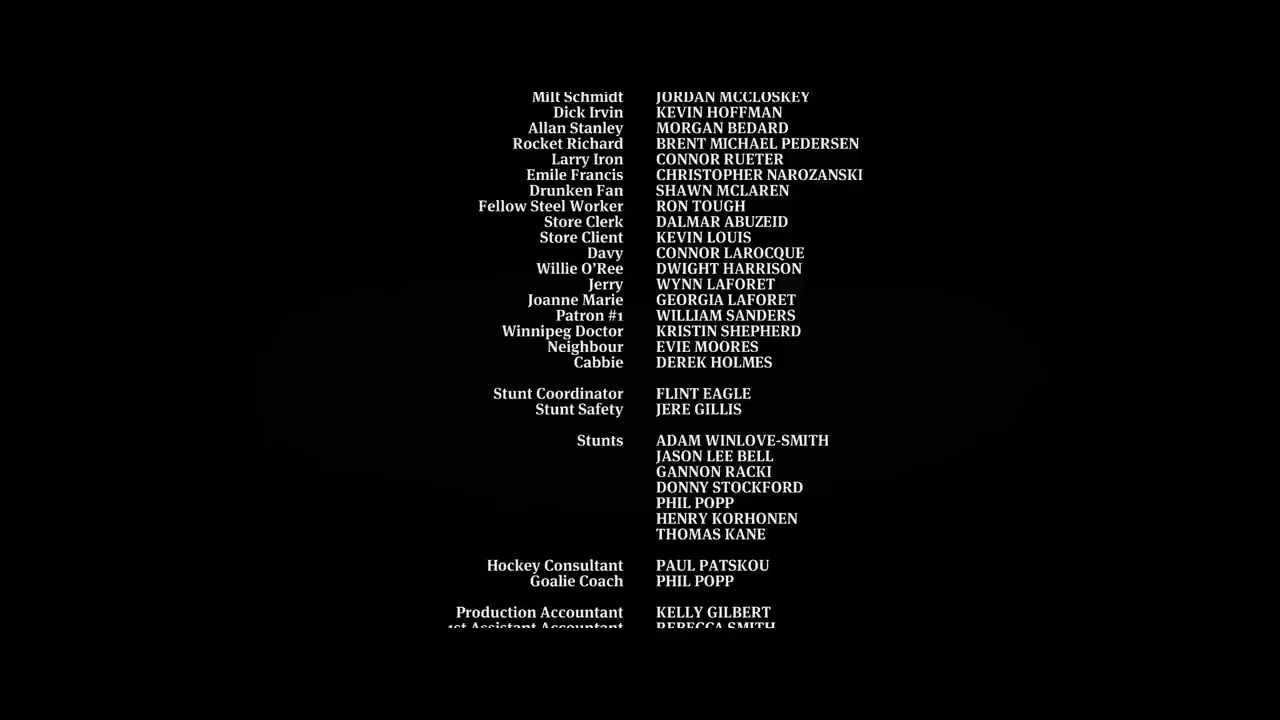 Milt Schmidt JORDAN MCCLOSKEY
Dick Irvin KEVIN HOFFMAN
Allan Stanley MORGAN BEDARD
Rocket Richard BRENT MICHAEL PEDERSEN
Larry Iron CONNOR RUETER
Emile Francis CHRISTOPHER NAROZANSKI
Drunken Fan SHAWN MCLAREN
Fellow Steel Worker RON TOUGH
Store Clerk DALMAR ABUZEID
Store Client KEVIN LOUIS
Davy CONNOR LAROCQUE
Willie O’Ree DWIGHT HARRISON
Jerry WYNN LAFORET
Joanne Marie GEORGIA LAFORET
Patron #1 WILLIAM SANDERS
Winnipeg Doctor KRISTIN SHEPHERD
Neighbour EVIE MOORES
Cabbie DEREK HOLMES
Stunt Coordinator FLINT EAGLE
Stunt Safety JERE GILLIS
Stunts ADAM WINLOVE-SMITH
JASON LEE BELL
GANNON RACKI
DONNY STOCKFORD
PHIL POPP
HENRY KORHONEN
THOMAS KANE
Hockey Consultant PAUL PATSKOU
Goalie Coach PHIL POPP
Production Accountant KELLY GILBERT
1st Assistant Accountant REBECCA SMITH